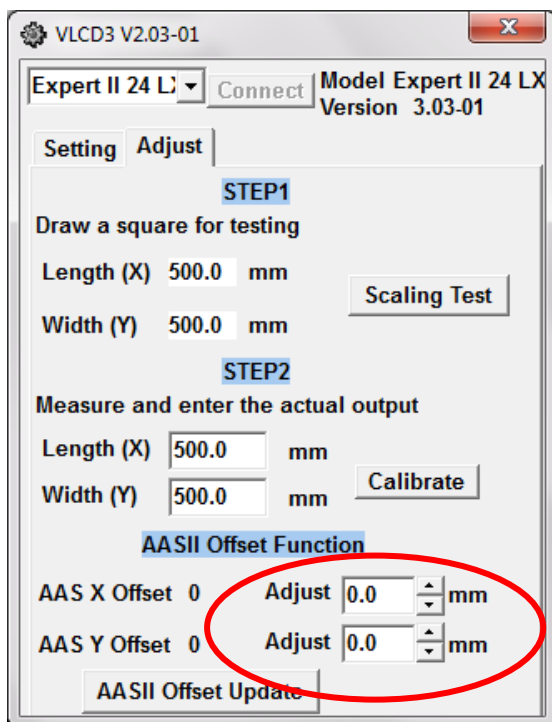 VLCD3 V2.03-01
Expert II 24 L Connect Model Expert II 24 LX
Version 3.03-01
Setting Adjust
STEP1
Draw a square for testing
Length (X) 500.0 mm
Scaling Test
Width (Y) 500.0 mm
STEP2
Measure and enter the actual output
Length (X) 500.0 mm
Calibrate
Width (Y) 500.0 mm
AASII Offset Function
AAS X Offset 0 Adjust 0.0 mm
AAS Y Offset 0 Adjust 0.0 mm
AASII Offset Update